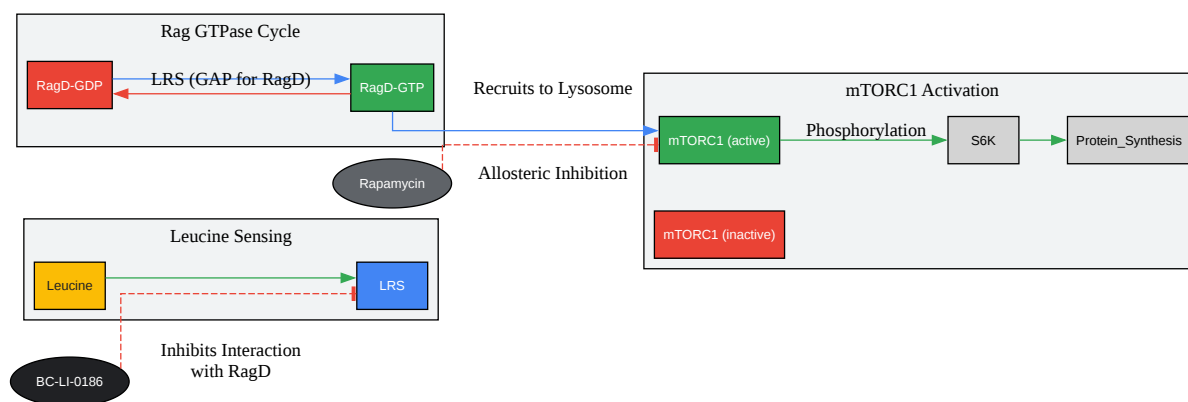 Rag GTPase Cycle
RagD-GDP
LRS (GAP for RagD)
RagD-GTP
Recruits to Lysosome
mTORC1 Activation
mTORC1 (active)
Phosphorylation
S6K
Protein_Synthesis
Rapamycin
Allosteric Inhibition
mTORC1 (inactive)
Leucine Sensing
Leucine
LRS
Inhibits Interaction
with RagD
BC-LI-0186